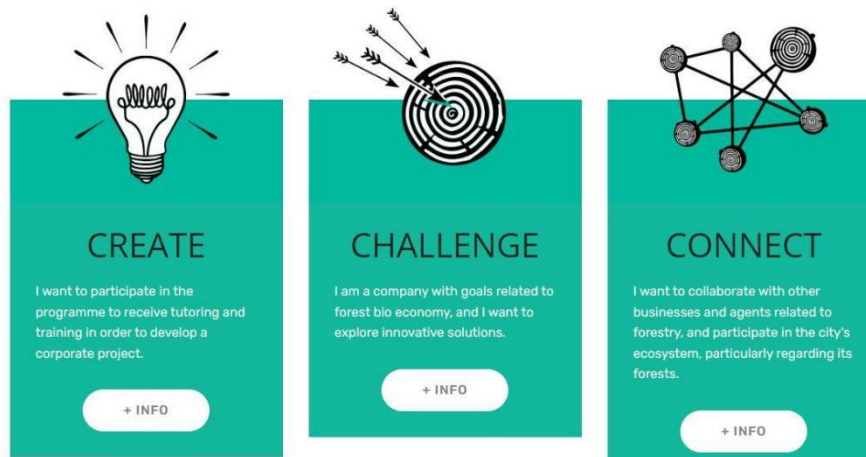 CREATE
I want to participate in the
programme to receive tutoring and
training in order to develop a
corporate project.
+ INFO
CHALLENGE
I am a company with goals related to
forest bio economy, and I want to
explore innovative solutions.
+ INFO
CONNECT
I want to collaborate with other
businesses and agents related to
forestry, and participate in the city's
ecosystem, particularly regarding its
forests.
+ INFO